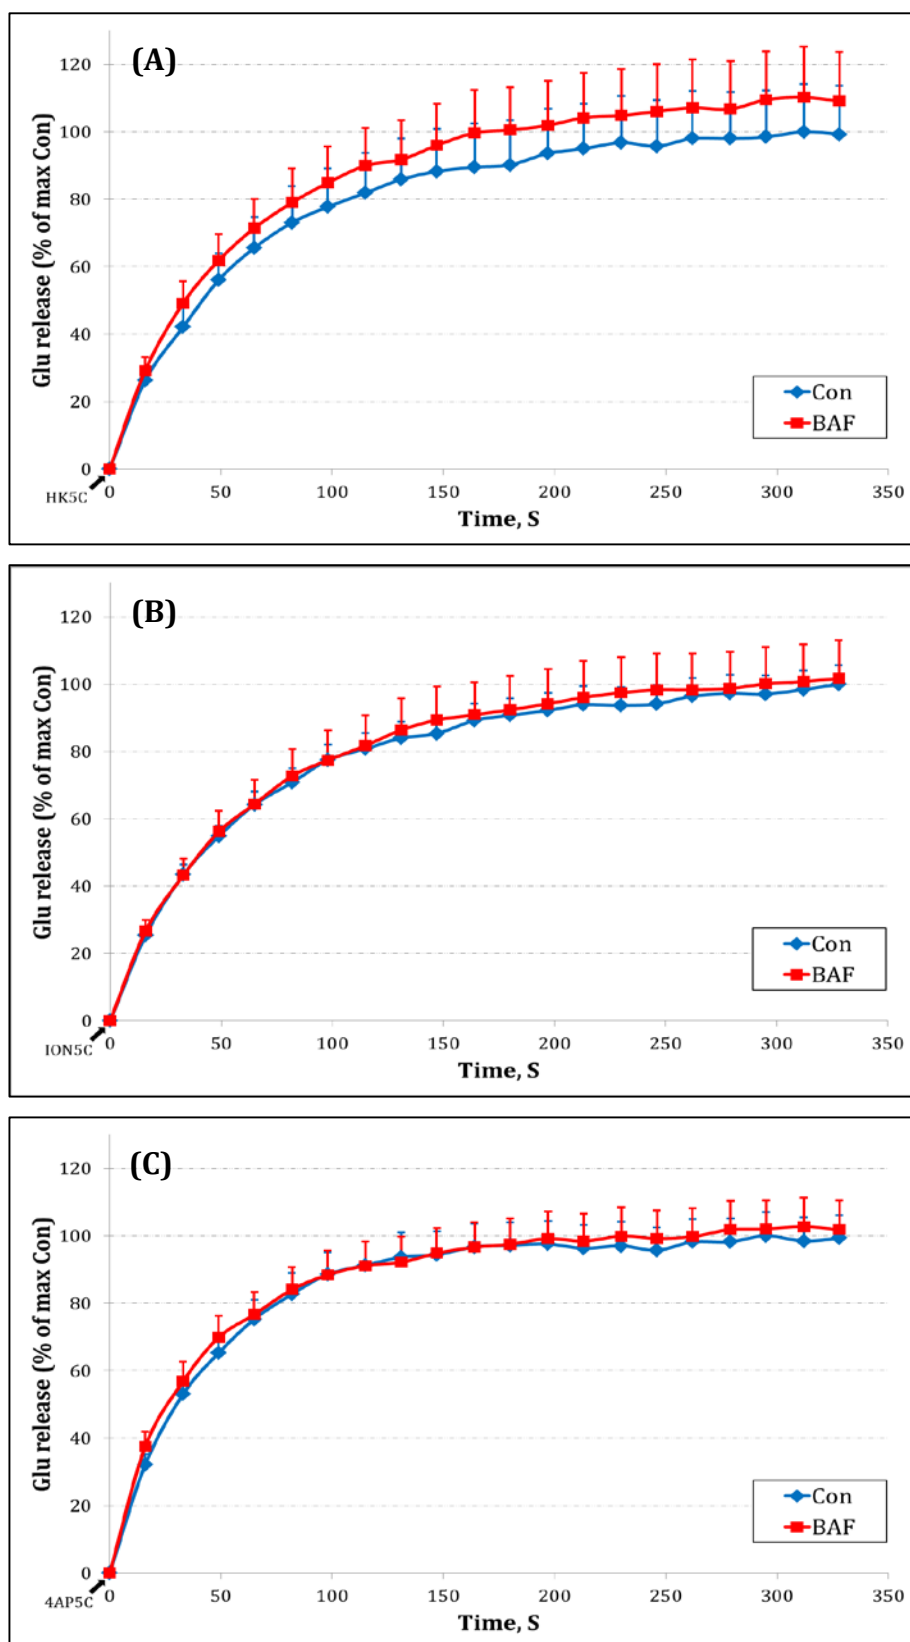 (A)
Glu release (% of max Con)
120
100
80
60
40
20
0
Con
BAF
HK5C
0 50 100 150 200 250 300 350
Time, S
(B)
Glu release (% of max Con)
120
100
80
60
40
20
0
Con
BAF
ION5C
0 50 100 150 200 250 300 350
Time, S
(C)
Glu release (% of max Con)
120
100
80
60
40
20
0
Con
BAF
4AP5C
0 50 100 150 200 250 300 350
Time, S